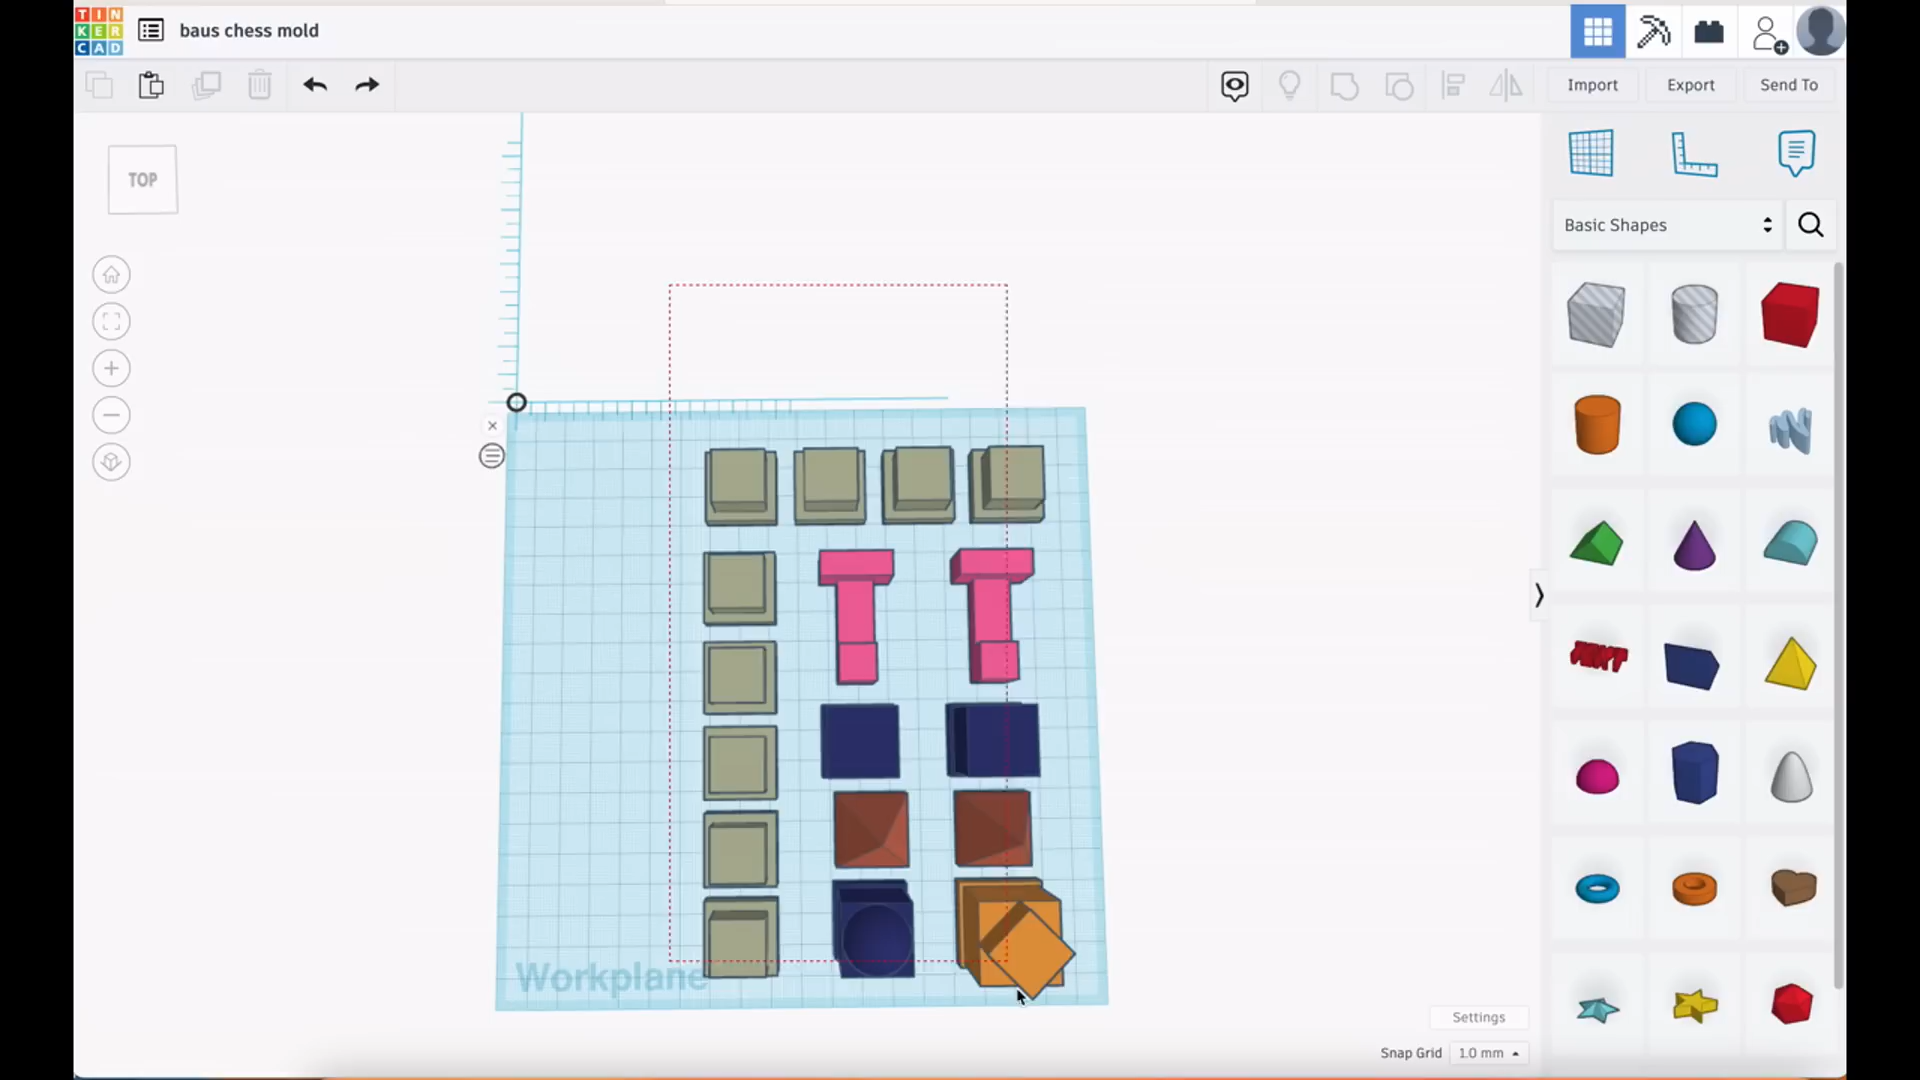 TIN
KER
CAD
baus chess mold
Import
Export
Send To
TOP
Basic Shapes
TEXT
Workplane
Settings
Snap Grid
1.0 mm